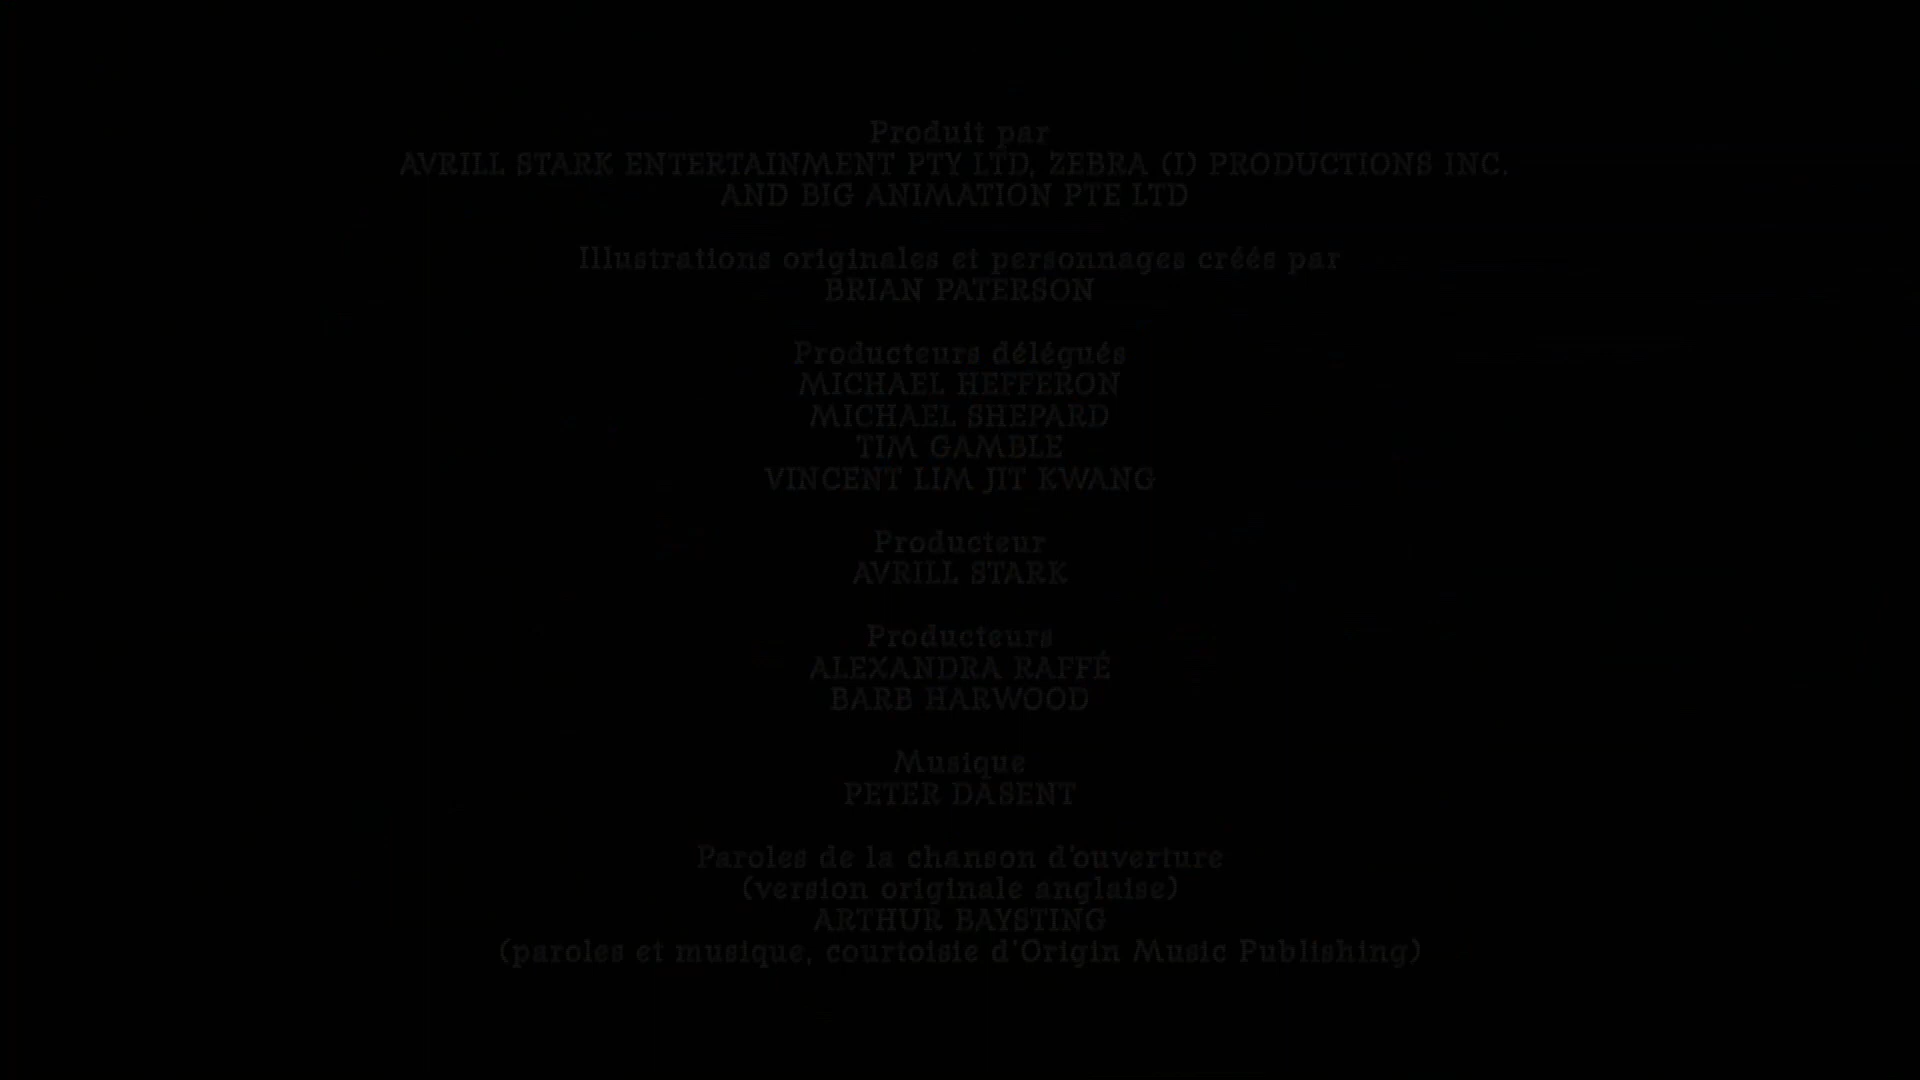 Produit par
AVRILL STARK ENTERTAINMENT PTY LTD, ZEBRA (I) PRODUCTIONS INC.
AND BIG ANIMATION PTE LTD
Illustrations originales et personnages créés par
BRIAN PATERSON
Producteurs délégués
MICHAEL HEFFERON
MICHAEL SHEPARD
TIM GAMBLE
VINCENT LIM JIT KWANG
Producteur
AVRILL STARK
Producteurs
ALEXANDRA RAFFÉ
BARB HARWOOD
Musique
PETER DASENT
Paroles de la chanson d'ouverture
(version originale anglaise)
ARTHUR BAYSTING
(paroles et musique, courtoisie d'Origin Music Publishing)